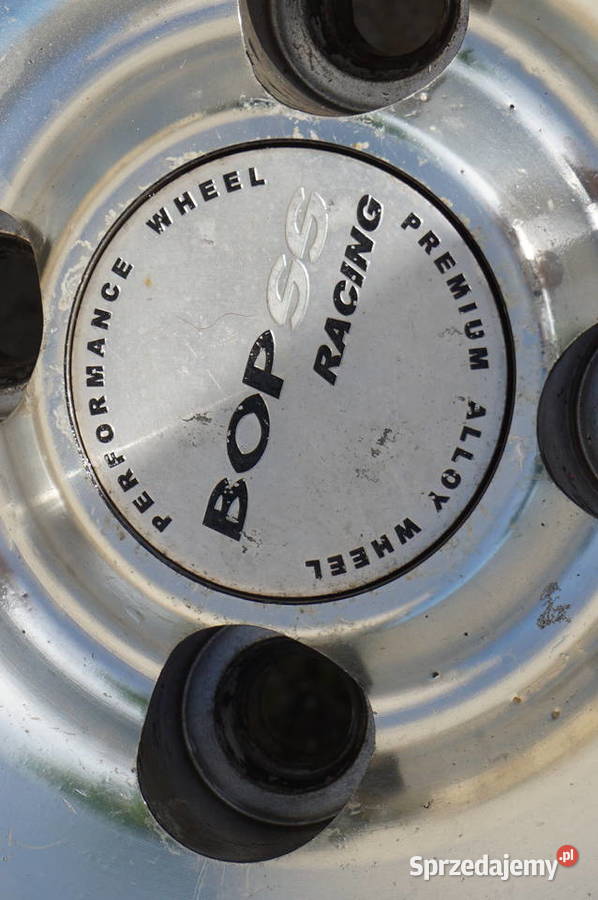 PERFORMANCE WHEEL
BOP SS
RACING
PREMIUM ALLOY WHEEL
Sprzedajemy.pl